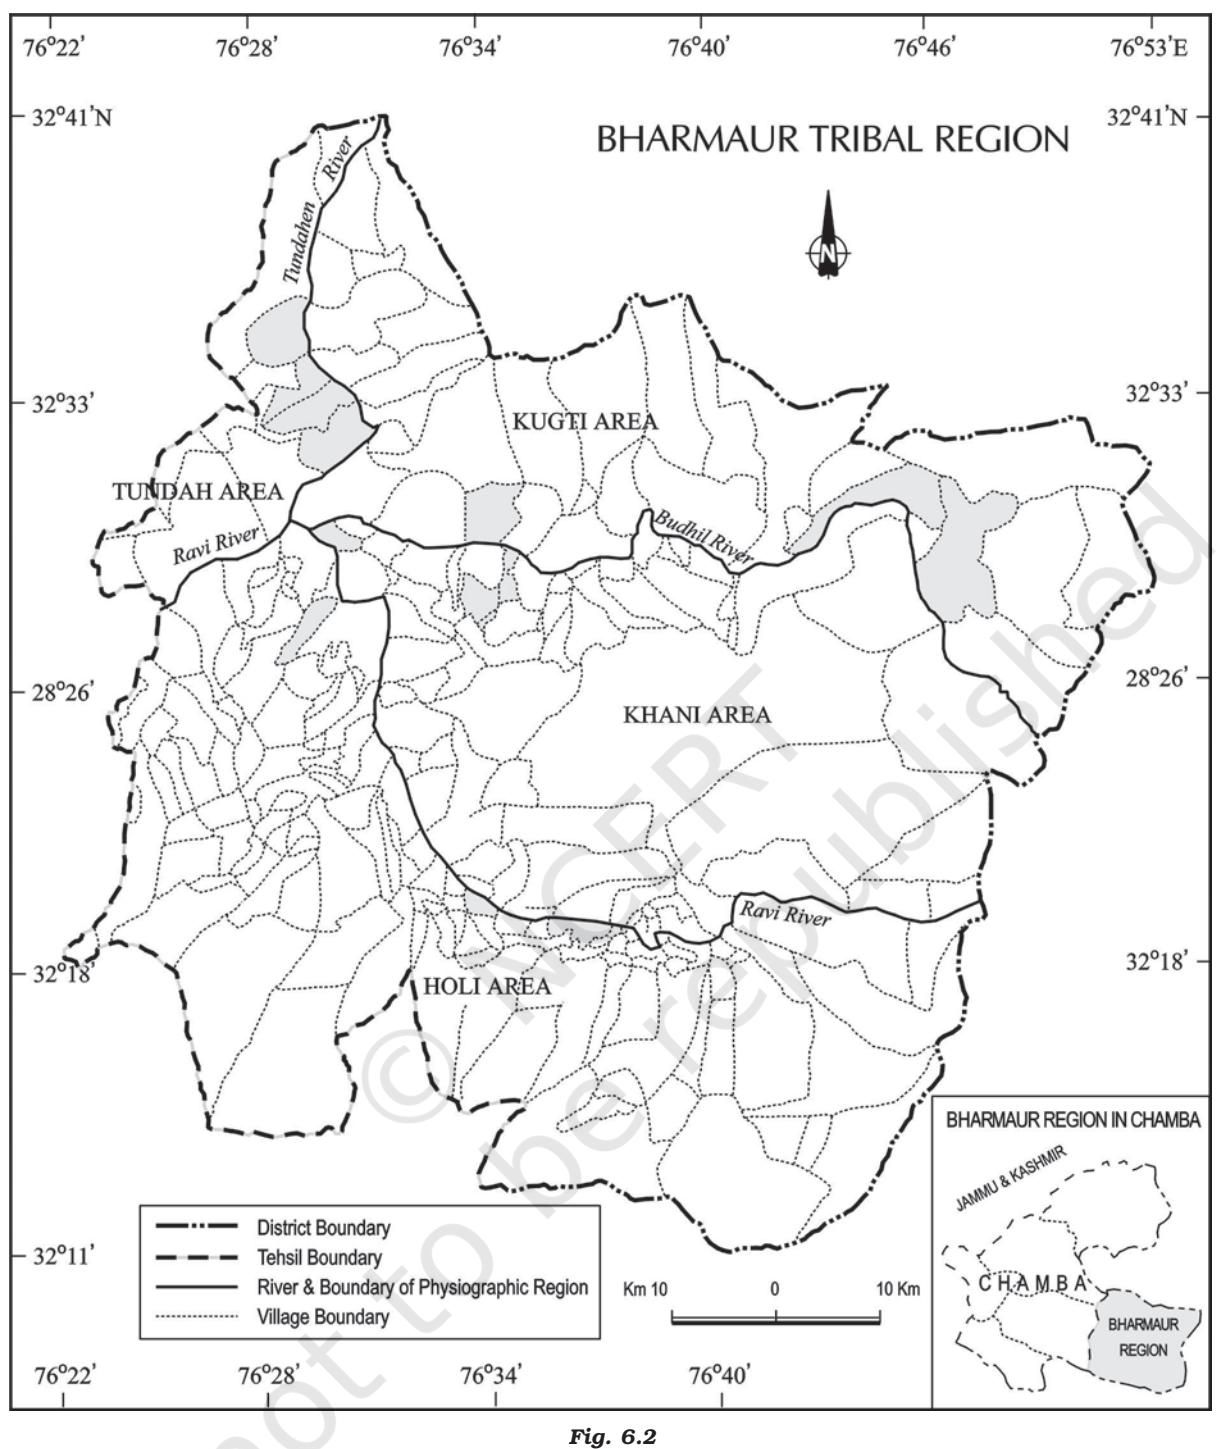 76°22’ 76°28’ 76°34’ 76°40’ 76°46’ 76°53’E
32°41’N 32°41’N
BHARMAUR TRIBAL REGION
River
Tundahen
N
32°33’ 32°33’
KUGTI AREA
TUNDAH AREA
Ravi River
Budhil River
28°26’ 28°26’
KHANI AREA
Ravi River
32°18’ 32°18’
HOLI AREA
© NCERT
not to be republished
BHARMAUR REGION IN CHAMBA
JAMMU & KASHMIR
CHAMBA
BHARMAUR
REGION
District Boundary
Tehsil Boundary
River & Boundary of Physiographic Region
Village Boundary
32°11’
Km 10 0 10 Km
76°22’ 76°28’ 76°34’ 76°40’
Fig. 6.2